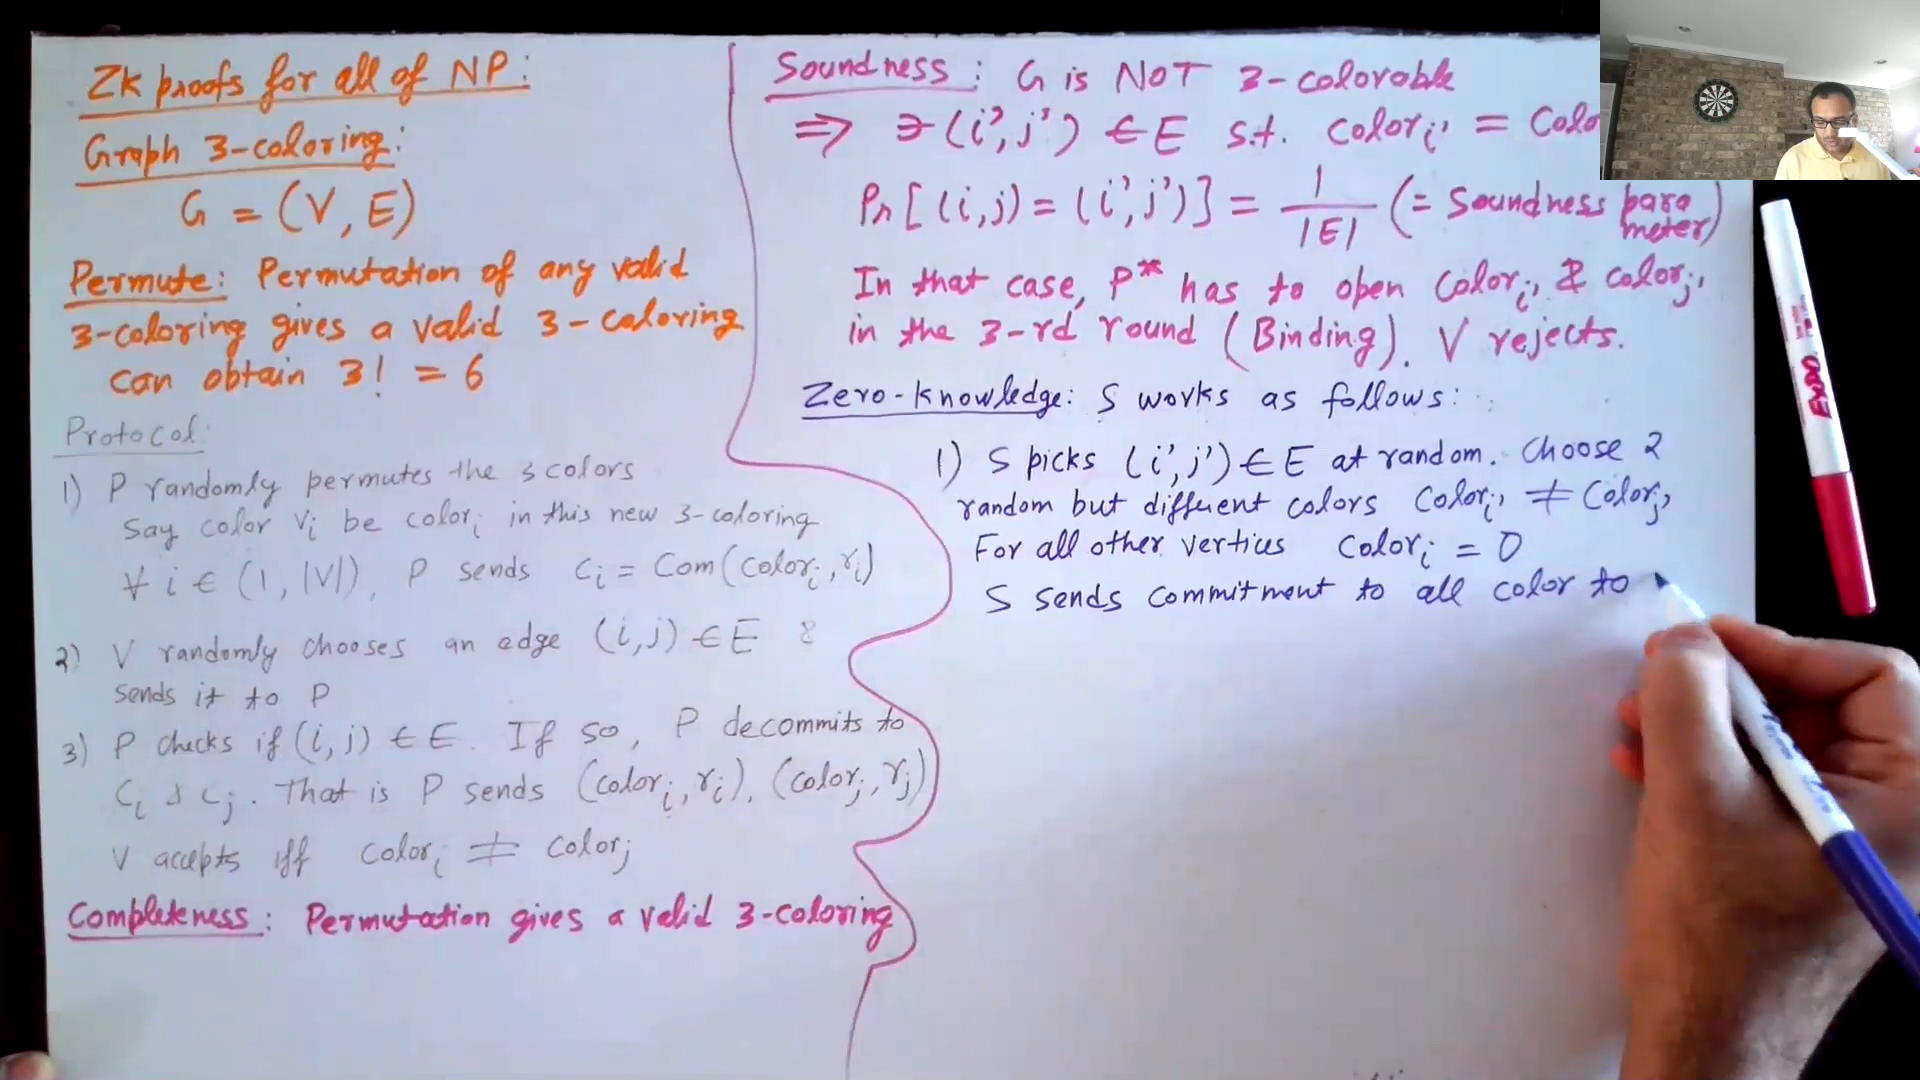 ZK proofs for all of NP:
Graph 3-coloring:
G = (V, E)
Permute: Permutation of any valid
3-coloring gives a valid 3-coloring
can obtain 3! = 6
Protocol:
1) P randomly permutes the 3 colors
Say color vᵢ be colorᵢ in this new 3-coloring
∀ i ∈ (1, |V|), P sends cᵢ = Com(colorᵢ, rᵢ)
2) V randomly chooses an edge (i,j) ∈ E &
sends it to P
3) P checks if (i,j) ∈ E. If so, P decommits to
Cᵢ & Cⱼ. That is P sends (colorᵢ, rᵢ), (colorⱼ, rⱼ)
V accepts iff colorᵢ ≠ colorⱼ
Completeness: Permutation gives a valid 3-coloring
Soundness: G is NOT 3-colorable
⇒ ∃ (i', j') ∈ E s.t. colorᵢ' = Colo
Pr[(i,j) = (i',j')] = 1/|E| (= Soundness para
meter)
In that case, P* has to open Colorᵢ' & colorⱼ'
in the 3-rd round (Binding). V rejects.
Zero-knowledge: S works as follows:
1) S picks (i',j') ∈ E at random. Choose 2
random but different colors Colorᵢ' ≠ Colorⱼ'
For all other vertices Colorᵢ = 0
S sends commitment to all color to
EXPO